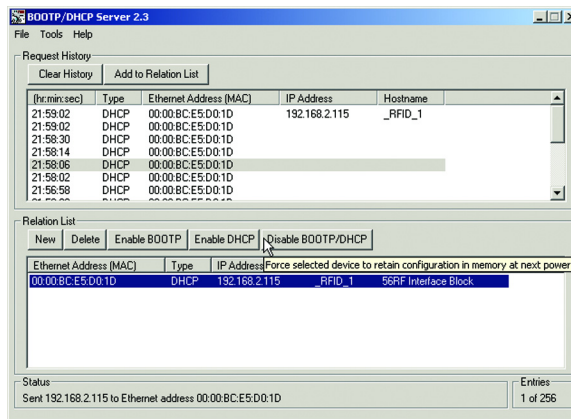 BOOTP/DHCP Server 2.3
File Tools Help
Request History
Clear History Add to Relation List
(hr:min:sec) Type Ethernet Address (MAC) IP Address Hostname
21:59:02 DHCP 00:00:BC:E5:D0:1D 192.168.2.115 _RFID_1
21:59:02 DHCP 00:00:BC:E5:D0:1D
21:58:30 DHCP 00:00:BC:E5:D0:1D
21:58:14 DHCP 00:00:BC:E5:D0:1D
21:58:06 DHCP 00:00:BC:E5:D0:1D
21:58:02 DHCP 00:00:BC:E5:D0:1D
21:56:58 DHCP 00:00:BC:E5:D0:1D
Relation List
New Delete Enable BOOTP Enable DHCP Disable BOOTP/DHCP
Ethernet Address (MAC) Type IP Address Force selected device to retain configuration in memory at next power
00:00:BC:E5:D0:1D DHCP 192.168.2.115 _RFID_1 56RF Interface Block
Status Entries
Sent 192.168.2.115 to Ethernet address 00:00:BC:E5:D0:1D 1 of 256